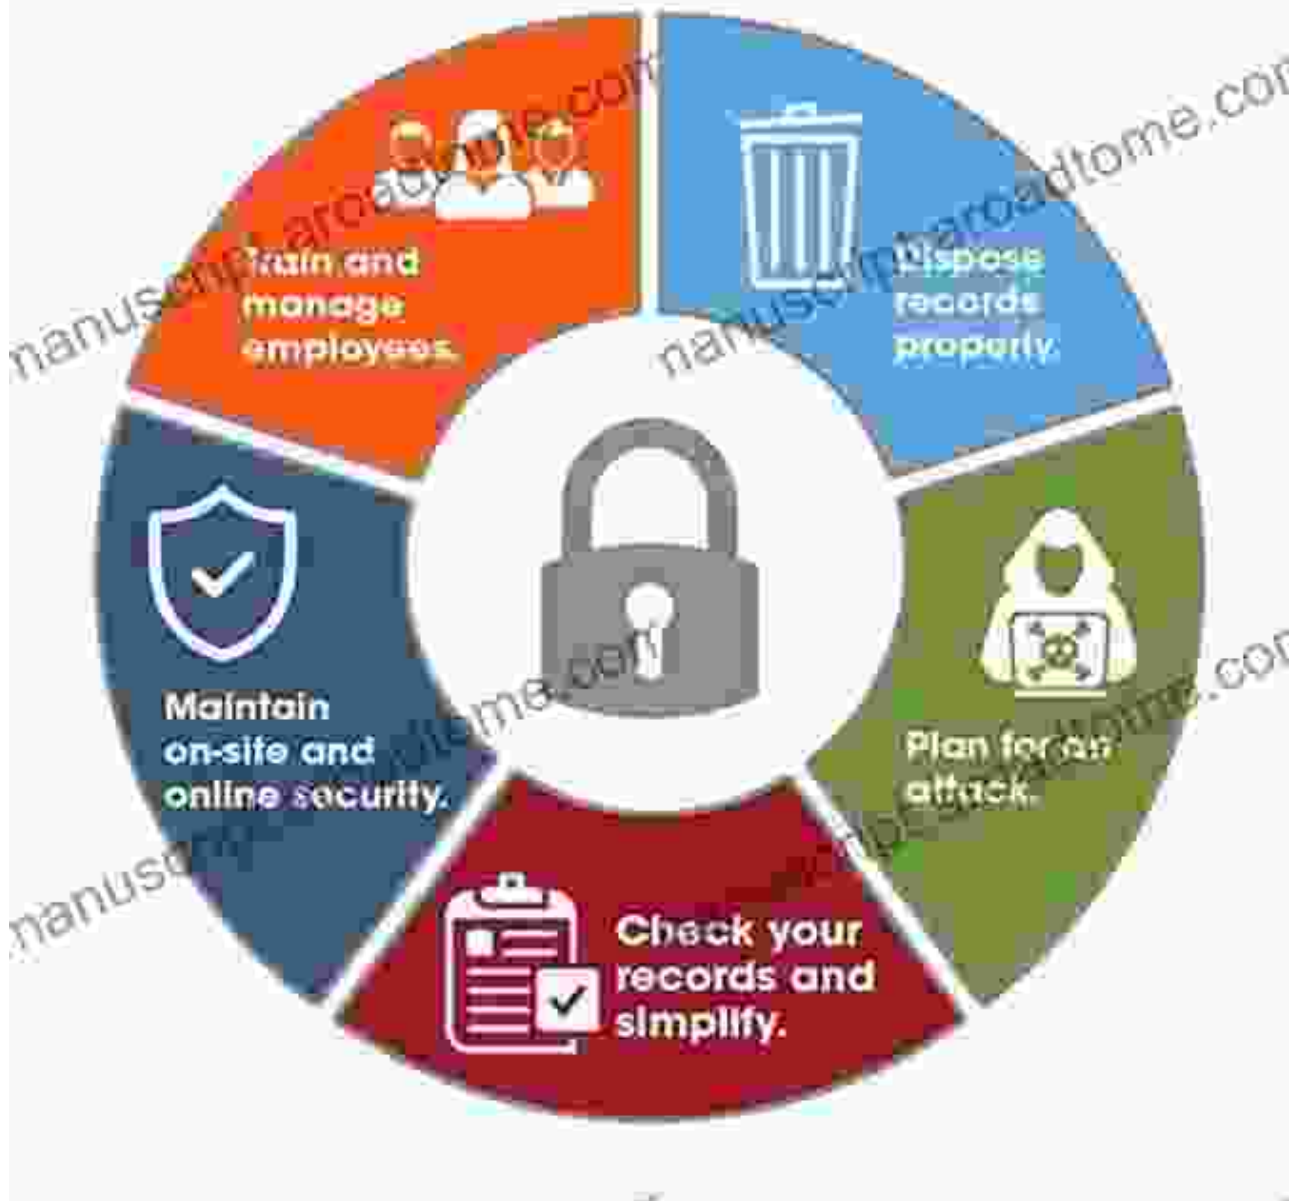 Train and
manage
employees.
Dispose
records
properly.
Maintain
on-site and
online security.
Plan for an
attack.
Check your
records and
simplify.